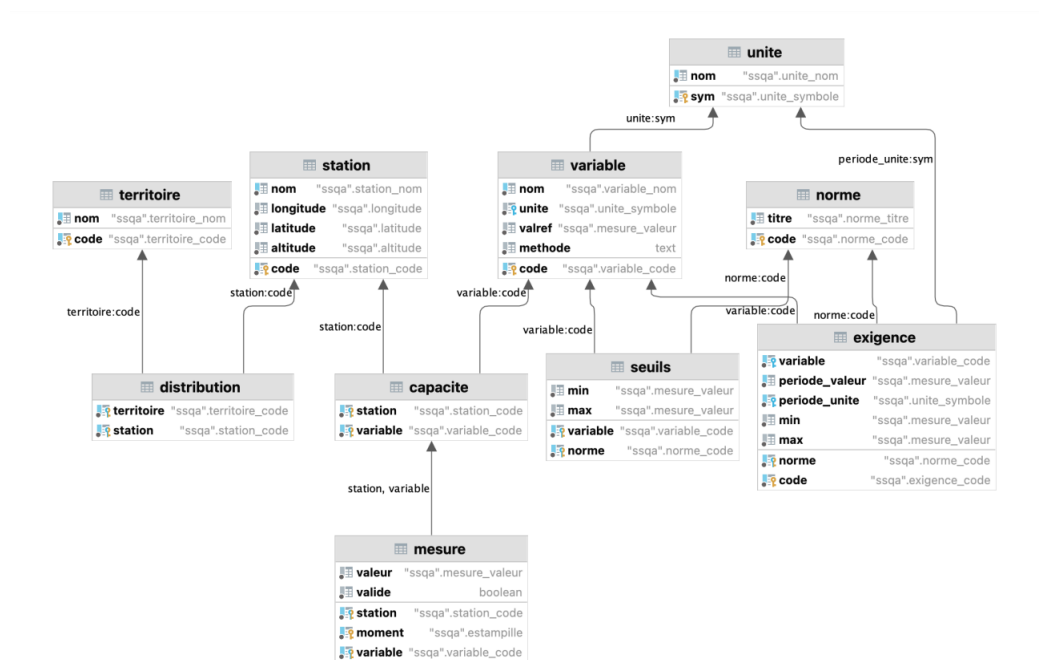 unite
nom "ssqa".unite_nom
sym "ssqa".unite_symbole
unite:sym
periode_unite:sym
station
nom "ssqa".station_nom
longitude "ssqa".longitude
latitude "ssqa".latitude
altitude "ssqa".altitude
code "ssqa".station_code
variable
nom "ssqa".variable_nom
unite "ssqa".unite_symbole
valref "ssqa".mesure_valeur
methode text
code "ssqa".variable_code
territoire
nom "ssqa".territoire_nom
code "ssqa".territoire_code
norme
titre "ssqa".norme_titre
code "ssqa".norme_code
territoire:code
station:code
station:code
variable:code
variable:code
norme:code
variable:code
norme:code
distribution
territoire "ssqa".territoire_code
station "ssqa".station_code
capacite
station "ssqa".station_code
variable "ssqa".variable_code
seuils
min "ssqa".mesure_valeur
max "ssqa".mesure_valeur
variable "ssqa".variable_code
norme "ssqa".norme_code
exigence
variable "ssqa".variable_code
periode_valeur "ssqa".mesure_valeur
periode_unite "ssqa".unite_symbole
min "ssqa".mesure_valeur
max "ssqa".mesure_valeur
norme "ssqa".norme_code
code "ssqa".exigence_code
station, variable
mesure
valeur "ssqa".mesure_valeur
valide boolean
station "ssqa".station_code
moment "ssqa".estampille
variable "ssqa".variable_code